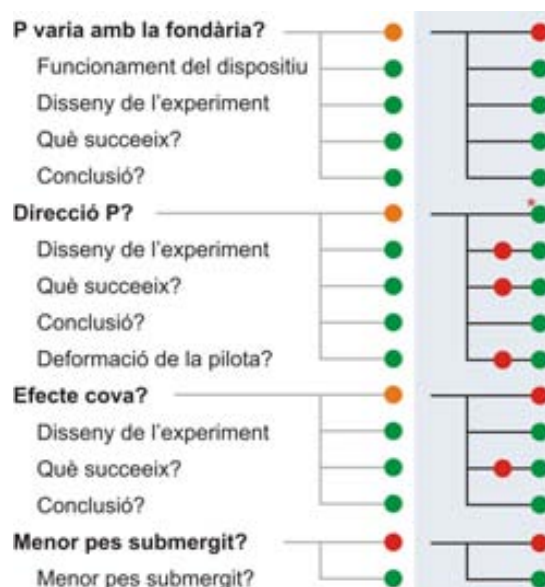 P varia amb la fondària?
Funcionament del dispositiu
Disseny de l'experiment
Què succeeix?
Conclusió?
Direcció P?
*
Disseny de l'experiment
Què succeeix?
Conclusió?
Deformació de la pilota?
Efecte cova?
Disseny de l'experiment
Què succeeix?
Conclusió?
Menor pes submergit?
Menor pes submergit?